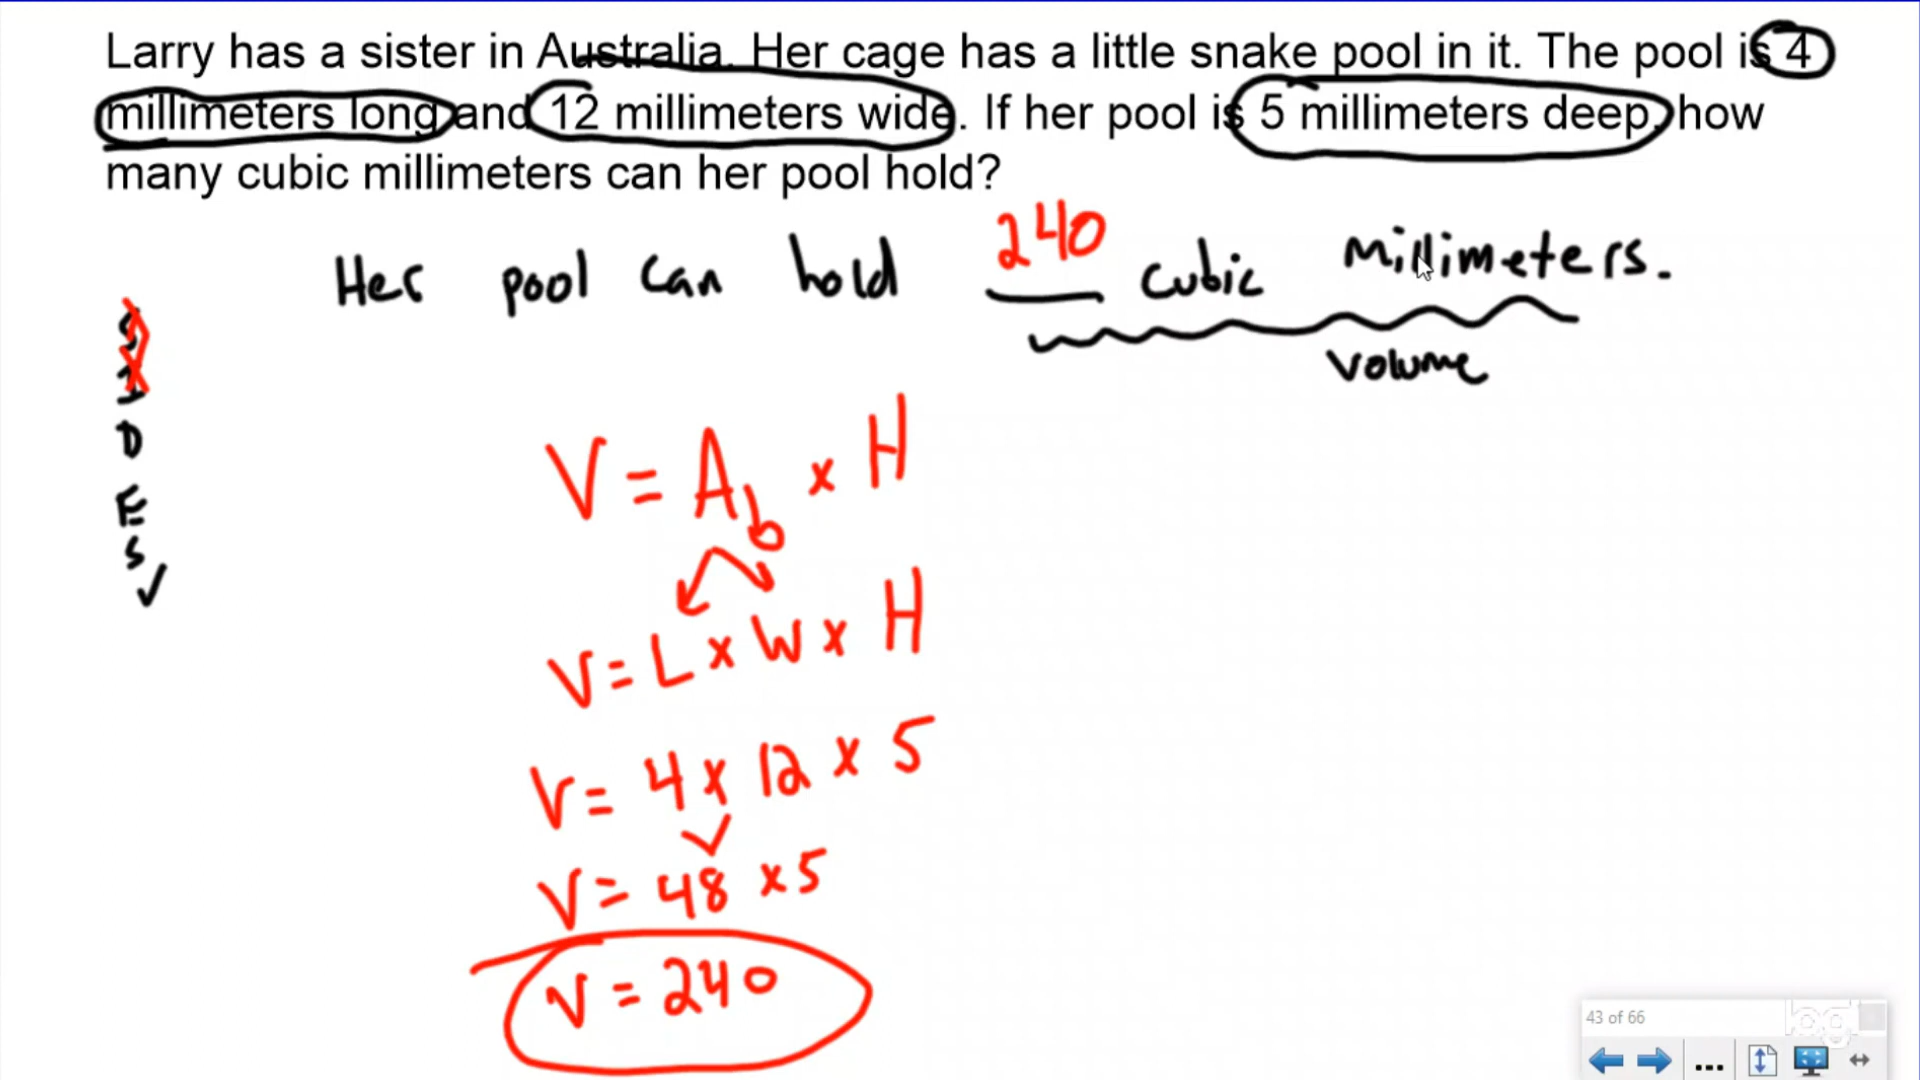 Larry has a sister in Australia. Her cage has a little snake pool in it. The pool is 4
millimeters long and 12 millimeters wide. If her pool is 5 millimeters deep, how
many cubic millimeters can her pool hold?
Her pool can hold 240 cubic Millimeters.
volume
S
I
D
E
S
✓
V = Ab x H
V = L x W x H
V = 4 x 12 x 5
V = 48 x 5
V = 240
43 of 66
...